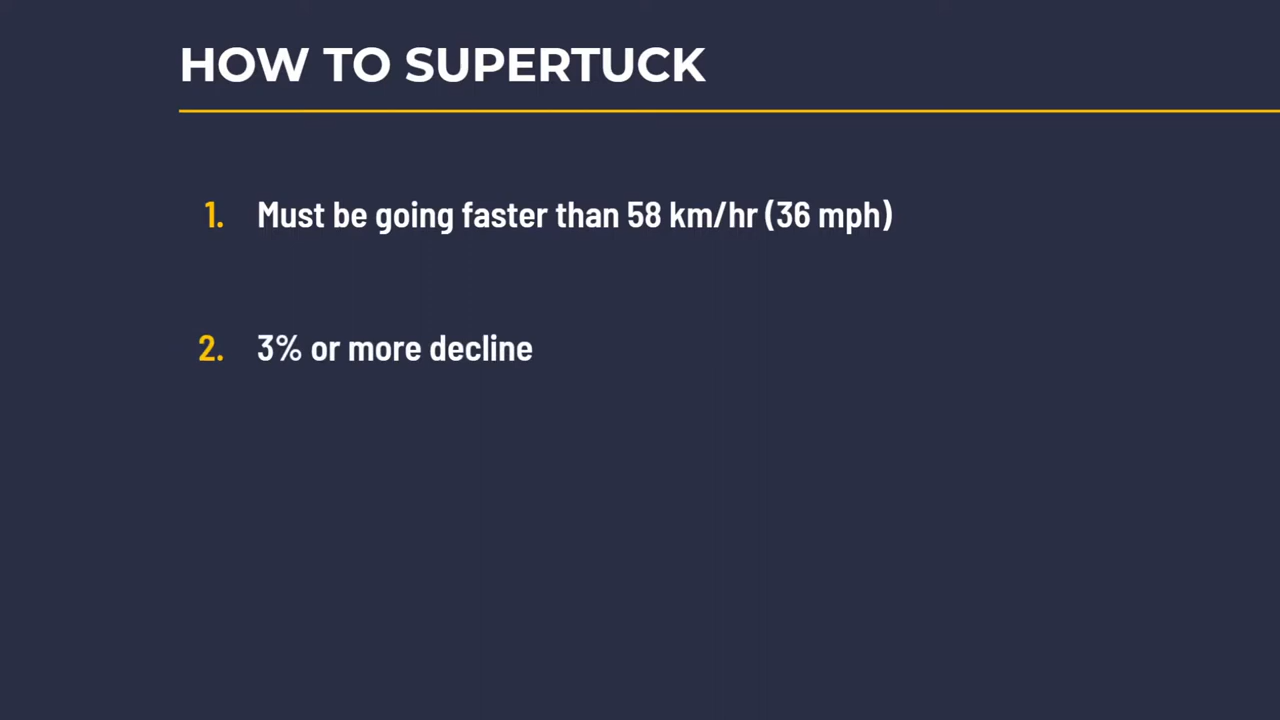 HOW TO SUPERTUCK
1. Must be going faster than 58 km/hr (36 mph)
2. 3% or more decline